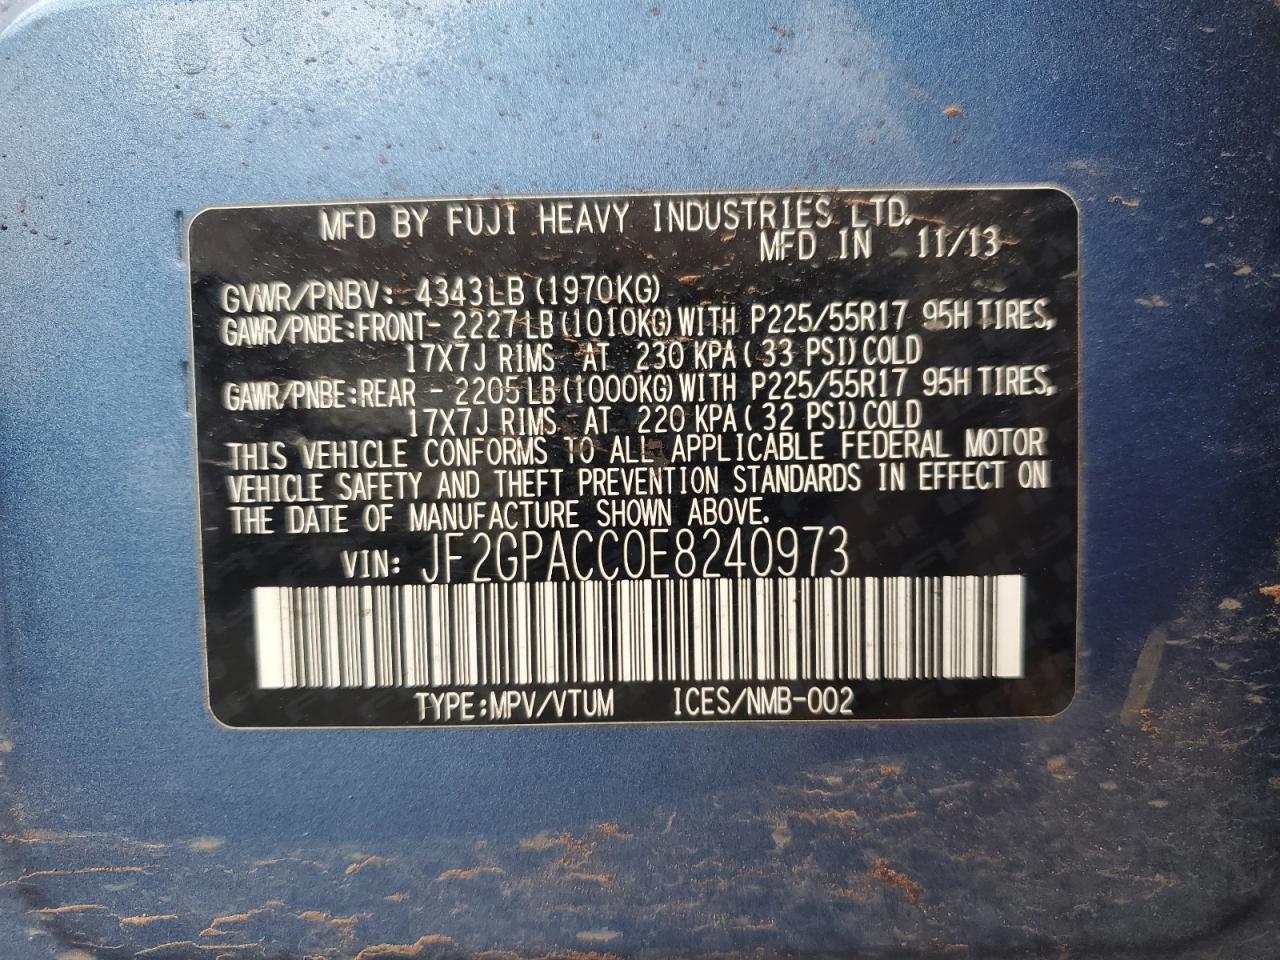 MFD BY FUJI HEAVY INDUSTRIES LTD.
MFD IN 11/13
GVWR/PNBV: 4343LB (1970KG)
GAWR/PNBE:FRONT- 2227 LB (1010KG) WITH P225/55R17 95H TIRES,
17X7J RIMS AT 230 KPA ( 33 PSI) COLD
GAWR/PNBE:REAR - 2205 LB (1000KG) WITH P225/55R17 95H TIRES,
17X7J RIMS AT 220 KPA ( 32 PSI) COLD
THIS VEHICLE CONFORMS TO ALL APPLICABLE FEDERAL MOTOR
VEHICLE SAFETY AND THEFT PREVENTION STANDARDS IN EFFECT ON
THE DATE OF MANUFACTURE SHOWN ABOVE.
VIN: JF2GPACC0E8240973
TYPE:MPV/VTUM ICES/NMB-002